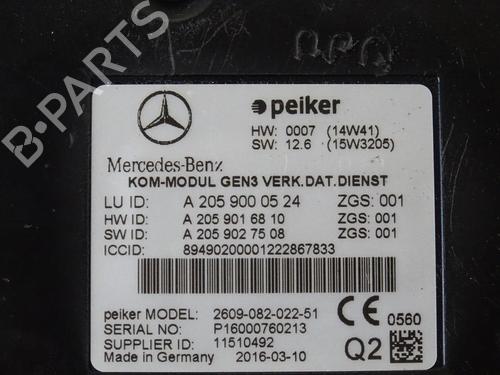 peiker
HW: 0007 (14W41)
SW: 12.6 (15W3205)
Mercedes-Benz
KOM-MODUL GEN3 VERK.DAT.DIENST
LU ID: A 205 900 05 24 ZGS: 001
HW ID: A 205 901 68 10 ZGS: 001
SW ID: A 205 902 75 08 ZGS: 001
ICCID: 89490200001222867833
peiker MODEL: 2609-082-022-51
SERIAL NO: P16000760213
SUPPLIER ID: 11510492
Made in Germany 2016-03-10
CE 0560
Q2